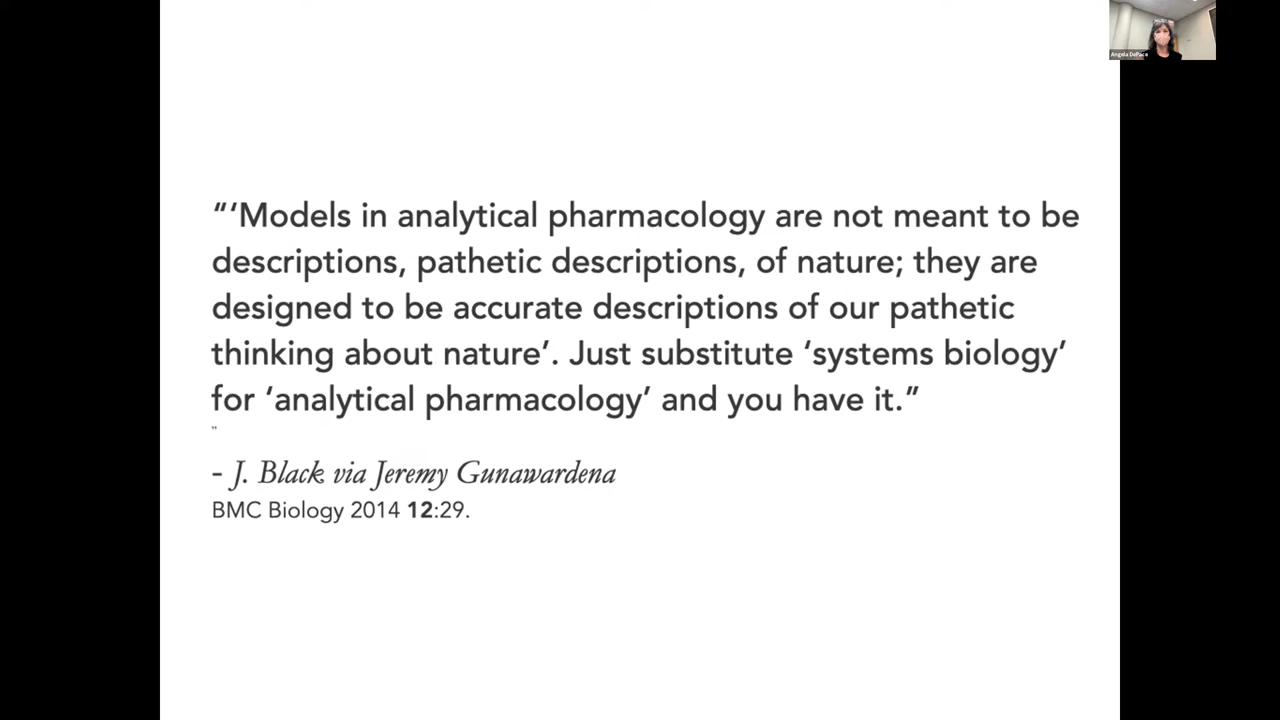 Angela DePace
“‘Models in analytical pharmacology are not meant to be
descriptions, pathetic descriptions, of nature; they are
designed to be accurate descriptions of our pathetic
thinking about nature’. Just substitute ‘systems biology’
for ‘analytical pharmacology’ and you have it.”
”
- J. Black via Jeremy Gunawardena
BMC Biology 2014 12:29.